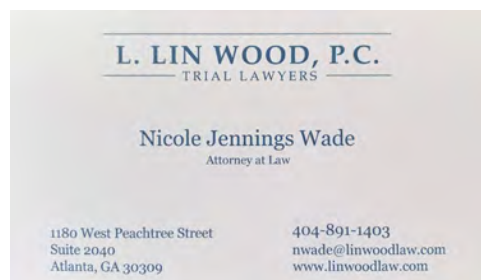 L. LIN WOOD, P.C.
TRIAL LAWYERS
Nicole Jennings Wade
Attorney at Law
1180 West Peachtree Street
Suite 2040
Atlanta, GA 30309
404-891-1403
nwade@linwoodlaw.com
www.linwoodlaw.com